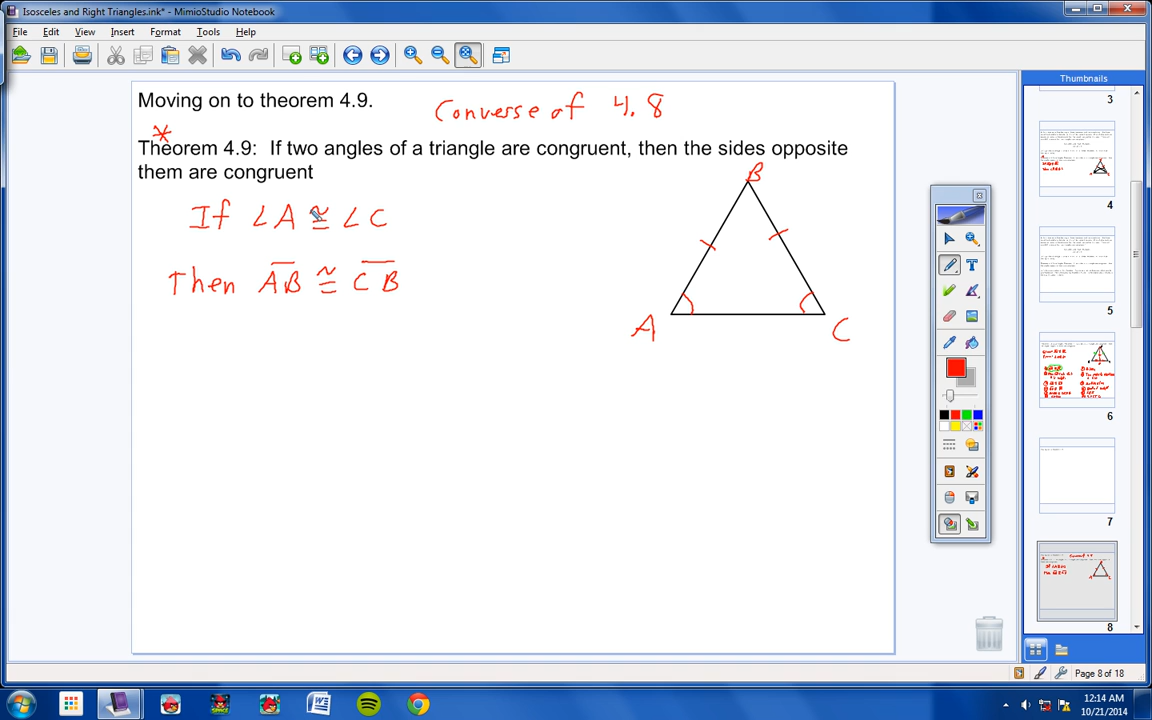 Isosceles and Right Triangles.ink* - MimioStudio Notebook
File Edit View Insert Format Tools Help
Moving on to theorem 4.9.
Converse of 4.8
*
Theorem 4.9: If two angles of a triangle are congruent, then the sides opposite
them are congruent
If ∠A ≅ ∠C
Then A̅B̅ ≅ C̅B̅
B
A
C
T
Thumbnails
3
4
5
6
7
8
Page 8 of 18
12:14 AM
10/21/2014